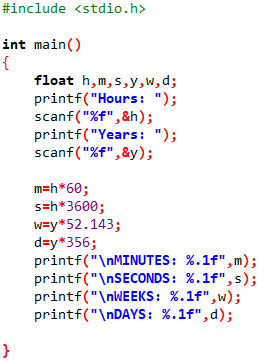 #include <stdio.h>

int main()
{
    float h,m,s,y,w,d;
    printf("Hours: ");
    scanf("%f",&h);
    printf("Years: ");
    scanf("%f",&y);

    m=h*60;
    s=h*3600;
    w=y*52.143;
    d=y*356;
    printf("\nMINUTES: %.1f",m);
    printf("\nSECONDS: %.1f",s);
    printf("\nWEEKS: %.1f",w);
    printf("\nDAYS: %.1f",d);

}